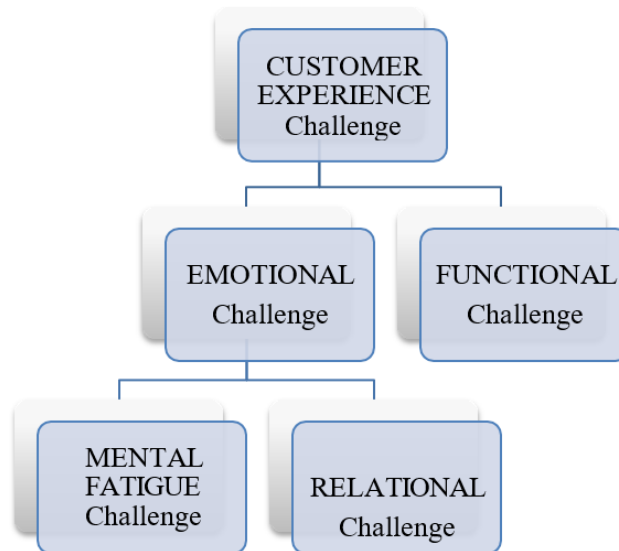 CUSTOMER
EXPERIENCE
Challenge
EMOTIONAL
Challenge
FUNCTIONAL
Challenge
MENTAL
FATIGUE
Challenge
RELATIONAL
Challenge